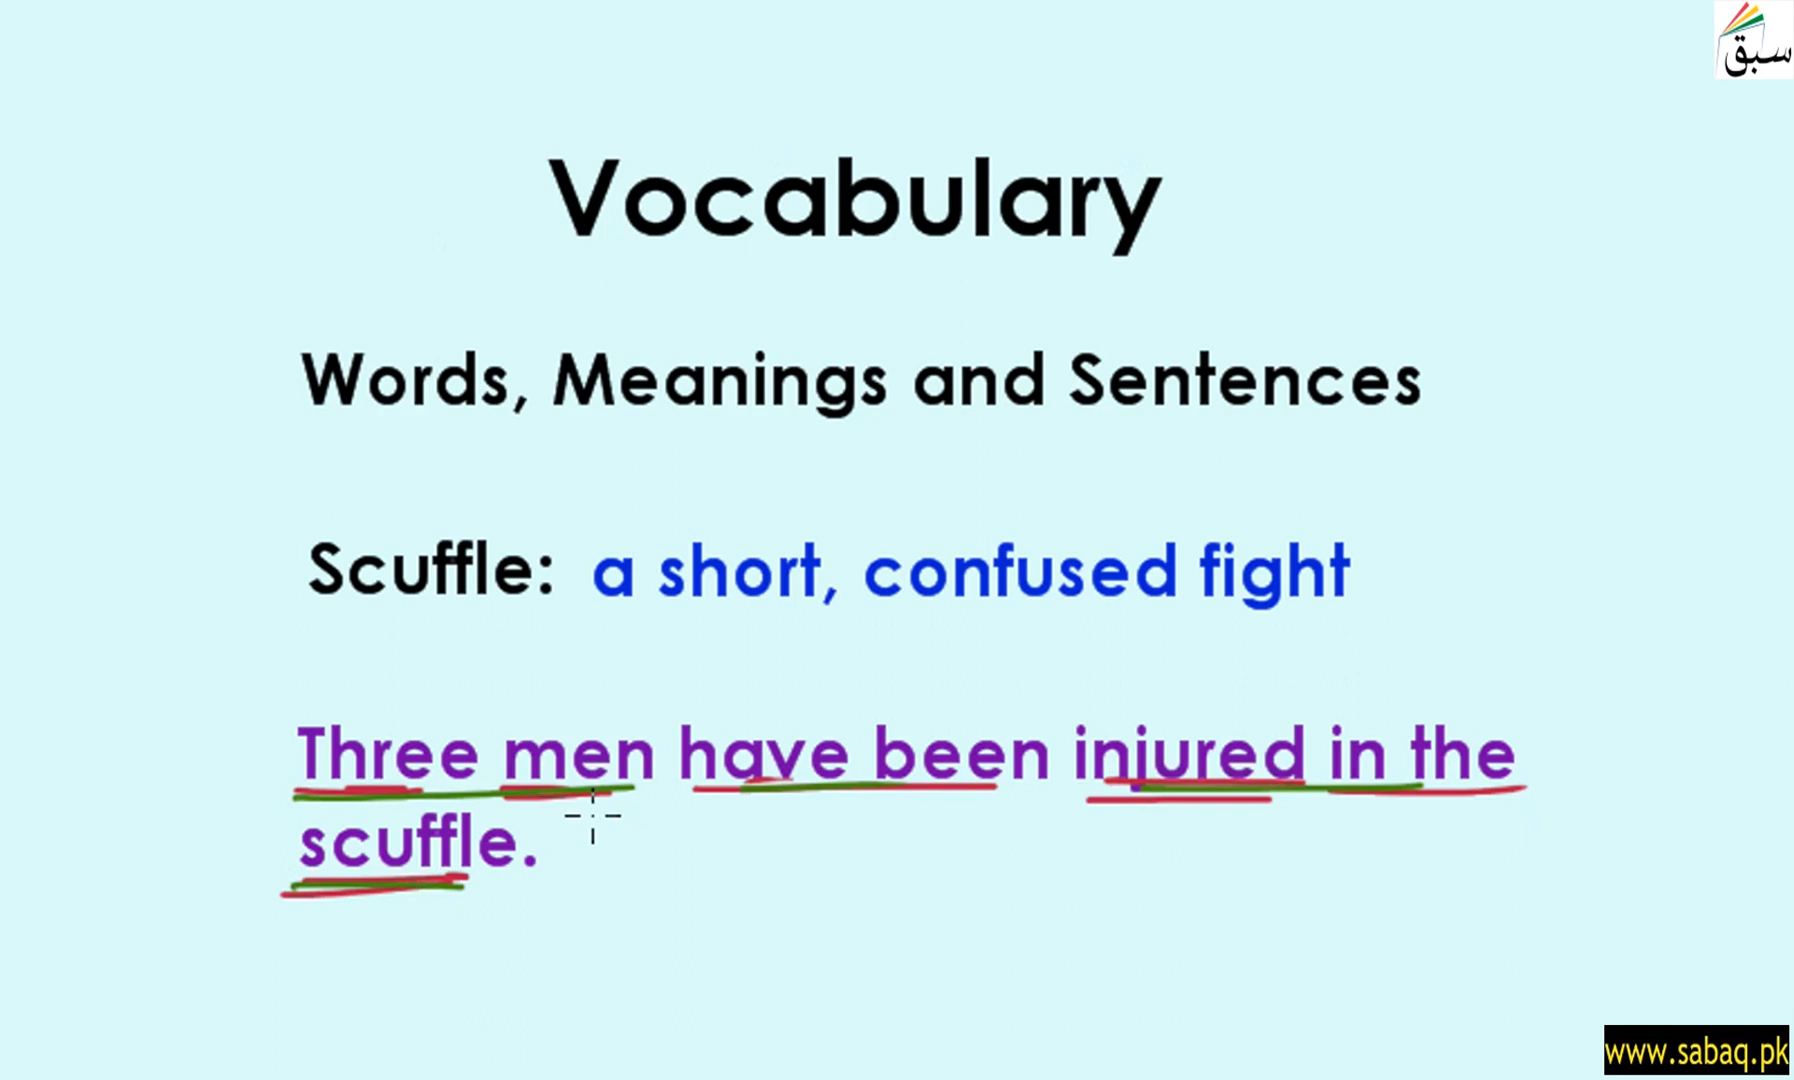 سبق
Vocabulary
Words, Meanings and Sentences
Scuffle: a short, confused fight
Three men have been injured in the
scuffle.
www.sabaq.pk